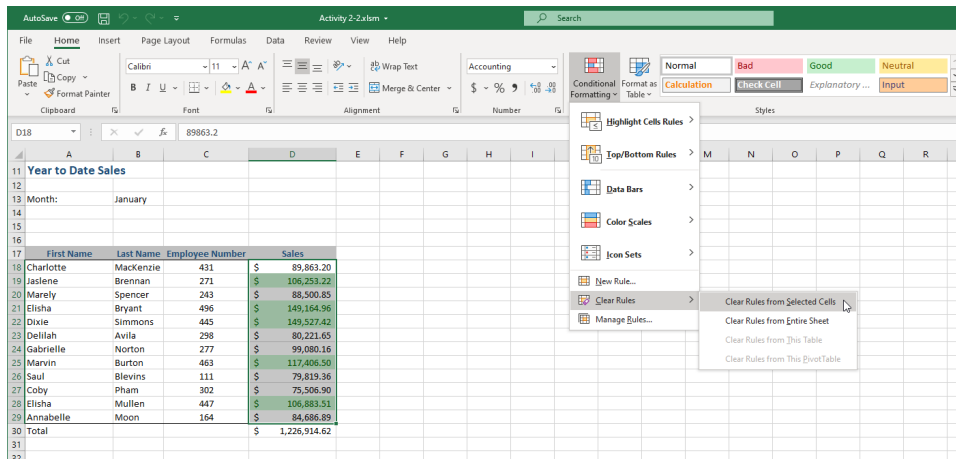 AutoSave Off Activity 2-2.xlsm Search
File Home Insert Page Layout Formulas Data Review View Help
Paste
Cut
Copy
Format Painter
Clipboard
Calibri 11 A A
B I U A
Font
ab Wrap Text
Merge & Center
Alignment
Accounting
$ % 9
Number
Conditional Formatting
Format as Table
Normal Bad Good Neutral
Calculation Check Cell Explanatory ... Input
Styles
D18 fx 89863.2
A B C D E F G H I M N O P Q R
11 Year to Date Sales
12
13 Month: January
14
15
16
17 First Name Last Name Employee Number Sales
18 Charlotte MacKenzie 431 $ 89,863.20
19 Jaslene Brennan 271 $ 106,253.22
20 Marely Spencer 243 $ 88,500.85
21 Elisha Bryant 496 $ 149,164.96
22 Dixie Simmons 445 $ 149,527.42
23 Delilah Avila 298 $ 80,221.65
24 Gabrielle Norton 277 $ 99,080.16
25 Marvin Burton 463 $ 117,406.50
26 Saul Blevins 111 $ 79,819.36
27 Coby Pham 302 $ 75,506.90
28 Elisha Mullen 447 $ 106,883.51
29 Annabelle Moon 164 $ 84,686.89
30 Total $ 1,226,914.62
31
32
Highlight Cells Rules
Top/Bottom Rules
Data Bars
Color Scales
Icon Sets
New Rule...
Clear Rules
Manage Rules...
Clear Rules from Selected Cells
Clear Rules from Entire Sheet
Clear Rules from This Table
Clear Rules from This PivotTable